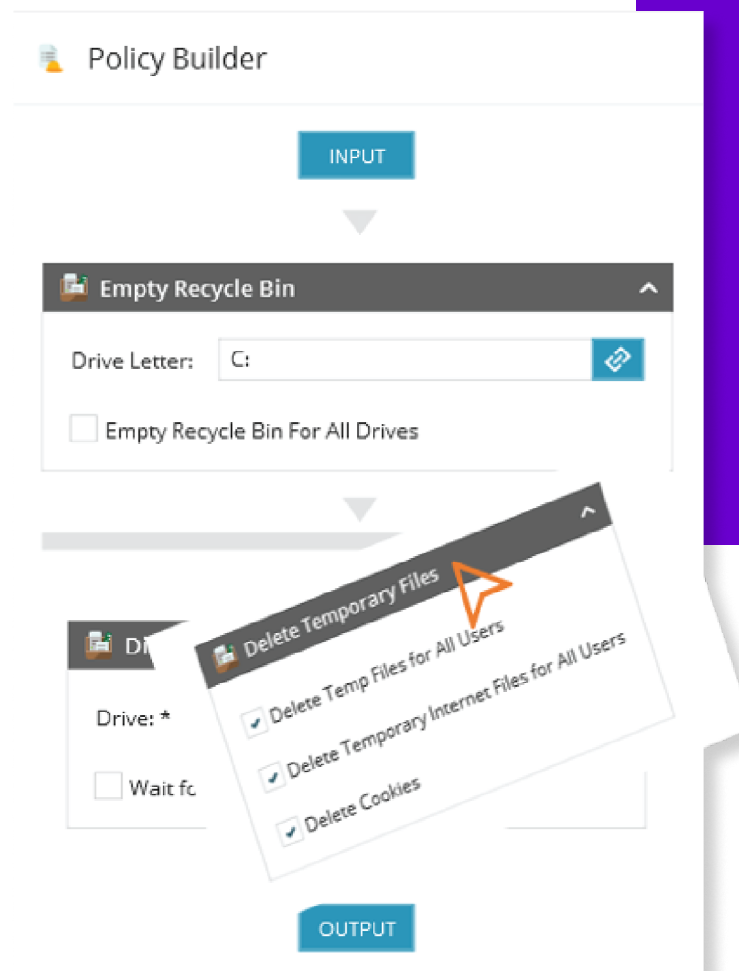 Policy Builder
INPUT
Empty Recycle Bin
Drive Letter: C:
Empty Recycle Bin For All Drives
Delete Temporary Files
Delete Temp Files for All Users
Delete Temporary Internet Files for All Users
Delete Cookies
Drive: *
Wait
OUTPUT